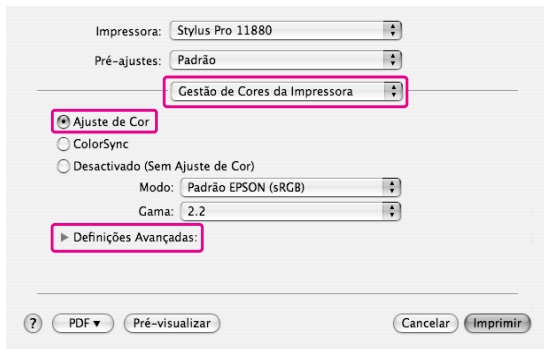 Impressora: Stylus Pro 11880
Pré-ajustes: Padrão
Gestão de Cores da Impressora
Ajuste de Cor
ColorSync
Desactivado (Sem Ajuste de Cor)
Modo: Padrão EPSON (sRGB)
Gama: 2.2
Definições Avançadas:
? PDF Pré-visualizar Cancelar Imprimir